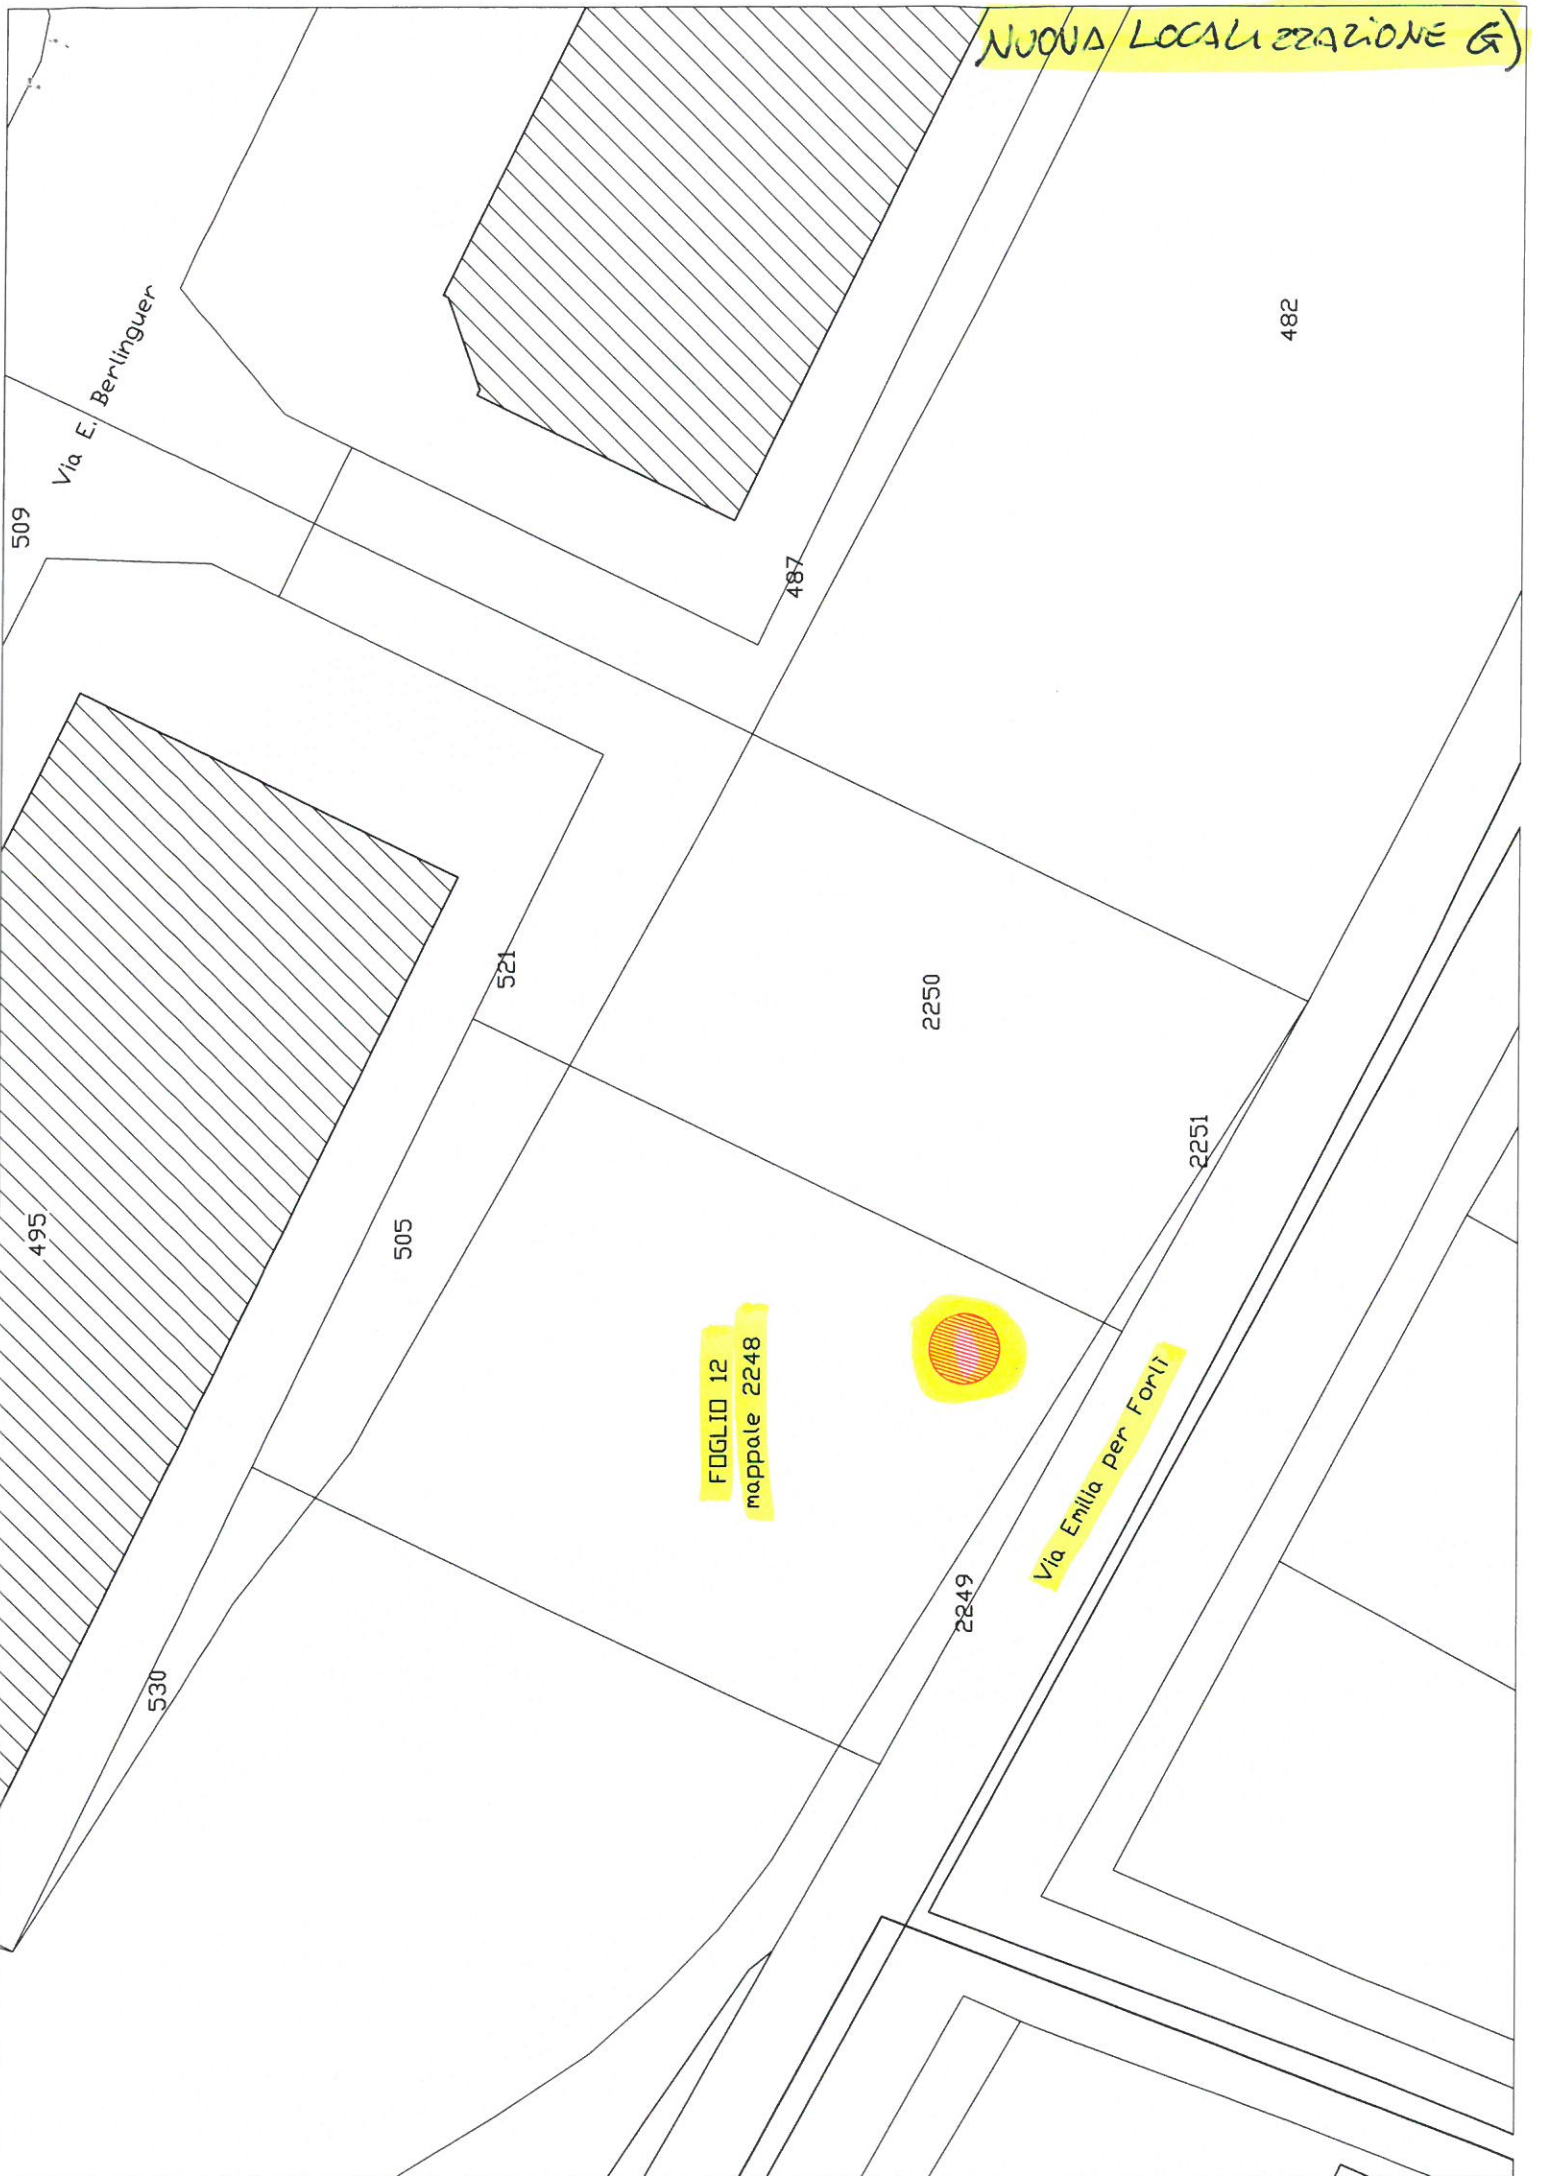 NUOVA LOCALIZZAZIONE G)
482
Via E. Berlinguer
509
487
521
2250
2251
495
505
FOGLIO 12
mappale 2248
Via Emilia per Forlì
2249
530